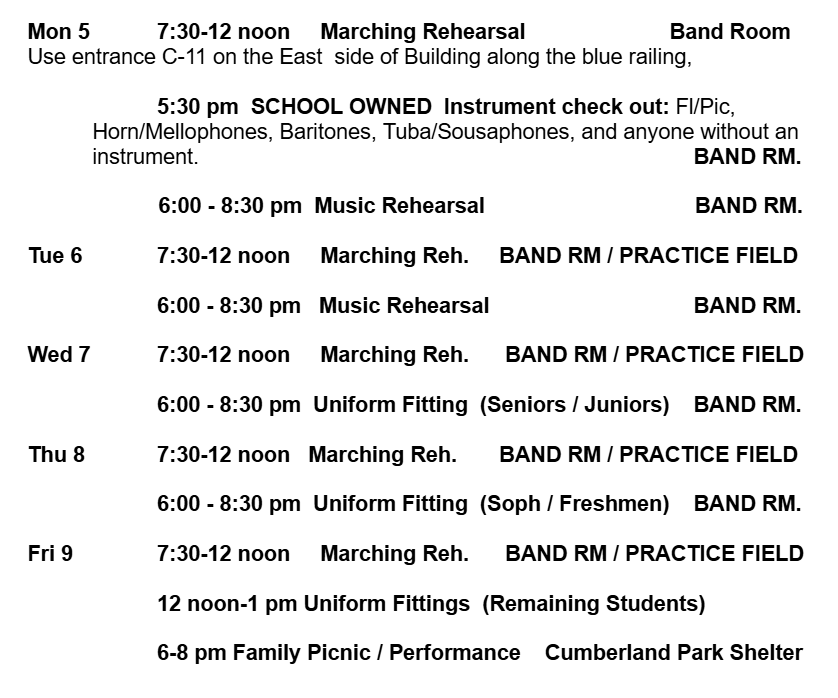 Mon 5 7:30-12 noon Marching Rehearsal Band Room
Use entrance C-11 on the East side of Building along the blue railing,
5:30 pm SCHOOL OWNED Instrument check out: Fl/Pic,
Horn/Mellophones, Baritones, Tuba/Sousaphones, and anyone without an
instrument. BAND RM.
6:00 - 8:30 pm Music Rehearsal BAND RM.
Tue 6 7:30-12 noon Marching Reh. BAND RM / PRACTICE FIELD
6:00 - 8:30 pm Music Rehearsal BAND RM.
Wed 7 7:30-12 noon Marching Reh. BAND RM / PRACTICE FIELD
6:00 - 8:30 pm Uniform Fitting (Seniors / Juniors) BAND RM.
Thu 8 7:30-12 noon Marching Reh. BAND RM / PRACTICE FIELD
6:00 - 8:30 pm Uniform Fitting (Soph / Freshmen) BAND RM.
Fri 9 7:30-12 noon Marching Reh. BAND RM / PRACTICE FIELD
12 noon-1 pm Uniform Fittings (Remaining Students)
6-8 pm Family Picnic / Performance Cumberland Park Shelter